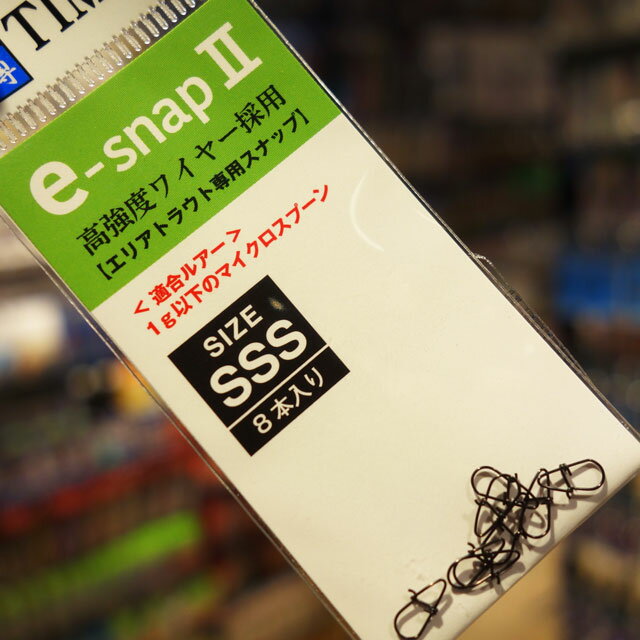 TIM
e-snapⅡ
高強度ワイヤー採用
[エリアトラウト専用スナップ]
＜適合ルアー＞
1g以下のマイクロスプーン
SIZE
SSS
8本入り